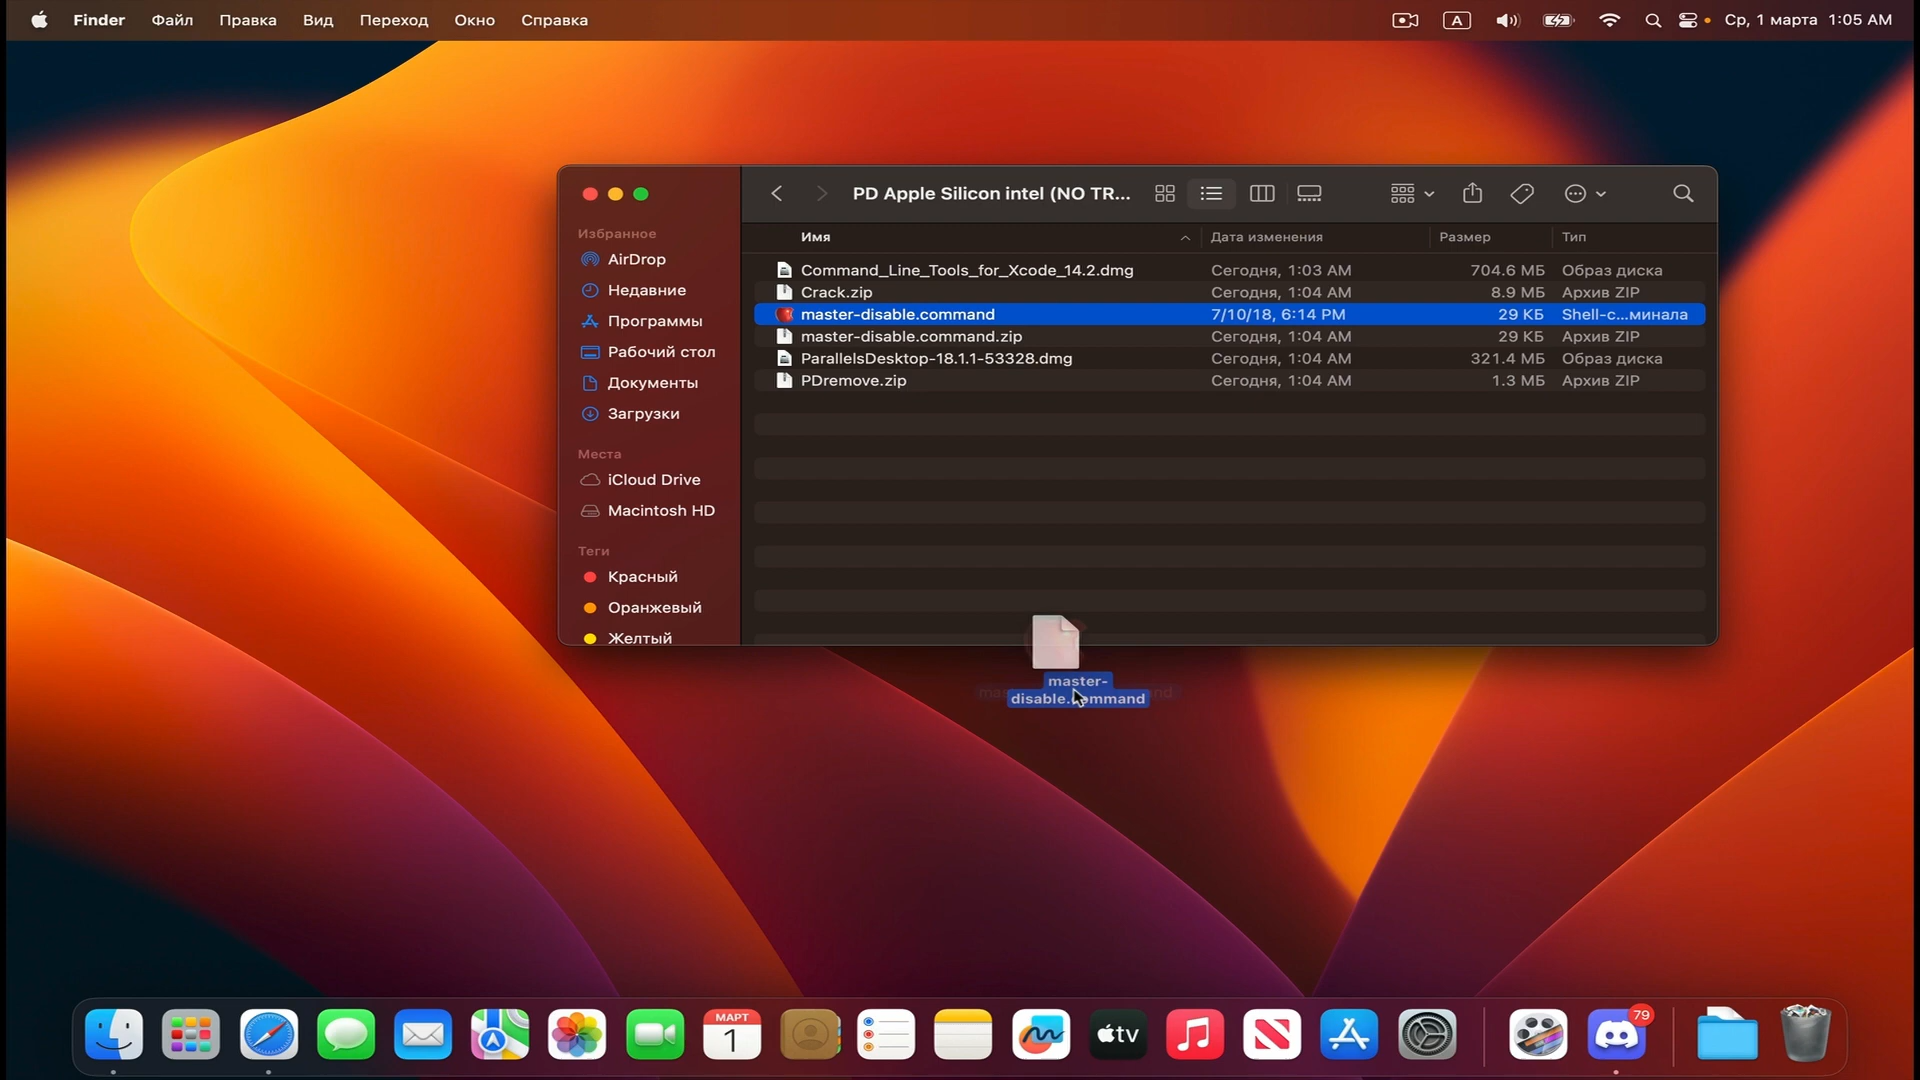 Finder Файл Правка Вид Переход Окно Справка A Ср, 1 марта 1:05 AM
PD Apple Silicon intel (NO TR...
Избранное
AirDrop
Недавние
Программы
Рабочий стол
Документы
Загрузки
Места
iCloud Drive
Macintosh HD
Теги
Красный
Оранжевый
Желтый
Имя Дата изменения Размер Тип
Command_Line_Tools_for_Xcode_14.2.dmg Сегодня, 1:03 AM 704.6 МБ Образ диска
Crack.zip Сегодня, 1:04 AM 8.9 МБ Архив ZIP
master-disable.command 7/10/18, 6:14 PM 29 КБ Shell-с...минала
master-disable.command.zip Сегодня, 1:04 AM 29 КБ Архив ZIP
ParallelsDesktop-18.1.1-53328.dmg Сегодня, 1:04 AM 321.4 МБ Образ диска
PDremove.zip Сегодня, 1:04 AM 1.3 МБ Архив ZIP
master-
disable.command
МАРТ
1
tv
79